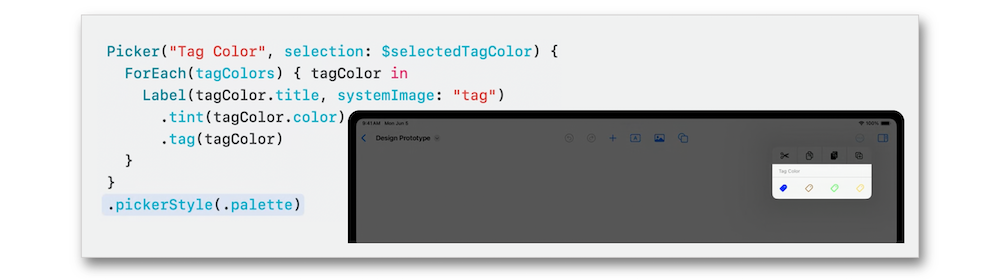 Picker("Tag Color", selection: $selectedTagColor) {
ForEach(tagColors) { tagColor in
Label(tagColor.title, systemImage: "tag")
.tint(tagColor.color)
.tag(tagColor)
}
}
.pickerStyle(.palette)
9:41 AM Mon Jun 5
100%
Design Prototype
A
Tag Color